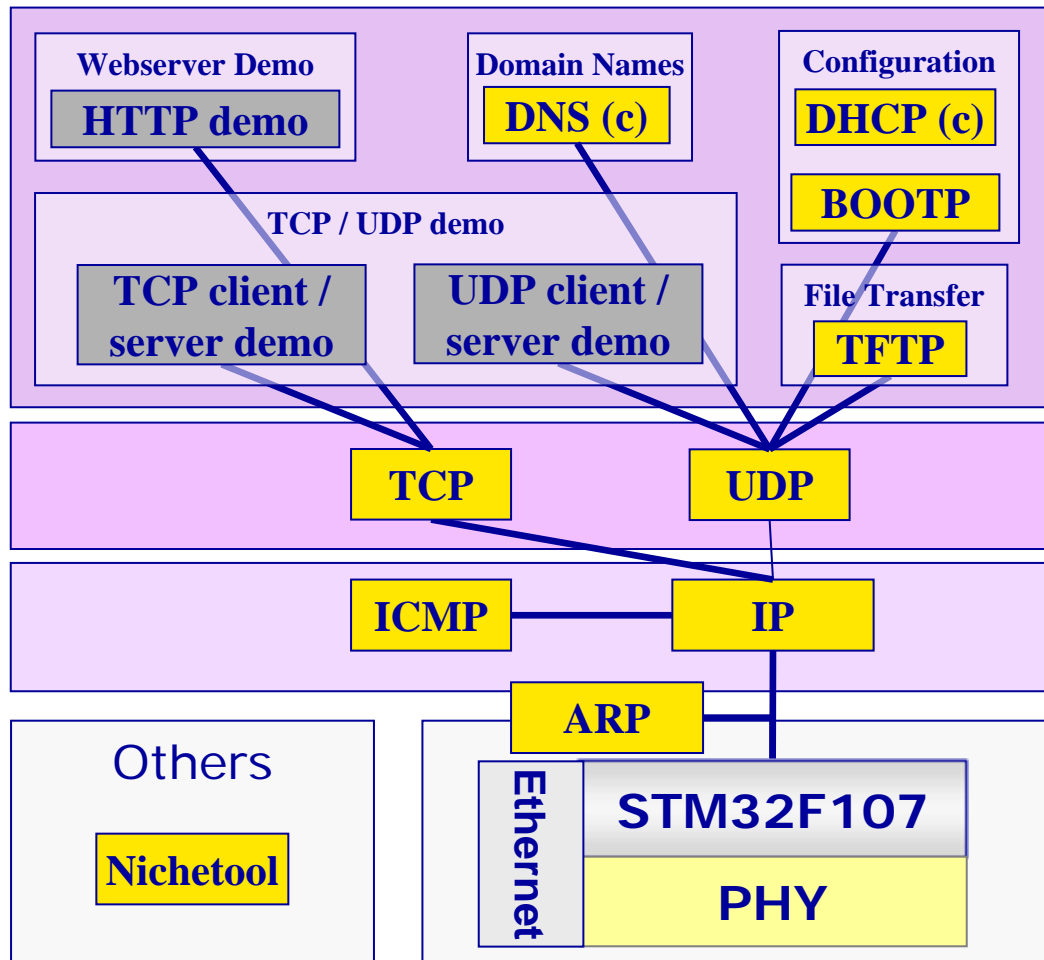 Webserver Demo
HTTP demo
Domain Names
DNS (c)
Configuration
DHCP (c)
BOOTP
TCP / UDP demo
TCP client /
server demo
UDP client /
server demo
File Transfer
TFTP
TCP
UDP
ICMP
IP
ARP
Others
Nichetool
Ethernet
STM32F107
PHY